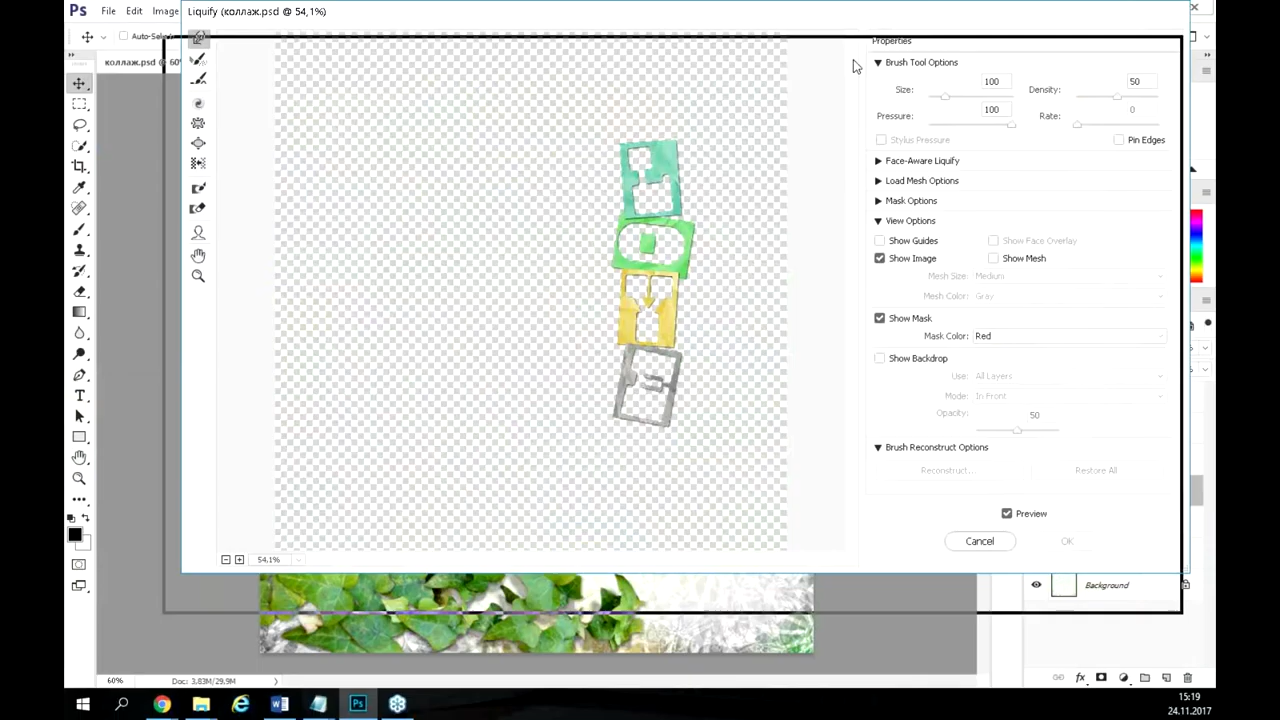 Ps File Edit Image
Liquify (коллаж.psd @ 54,1%)
Auto-Sele
коллаж.psd @ 60%
Properties
Brush Tool Options
Size: 100 Density: 50
Pressure: 100 Rate: 0
Stylus Pressure Pin Edges
Face-Aware Liquify
Load Mesh Options
Mask Options
View Options
Show Guides Show Face Overlay
Show Image Show Mesh
Mesh Size: Medium
Mesh Color: Gray
Show Mask
Mask Color: Red
Show Backdrop
Use: All Layers
Mode: In Front
Opacity: 50
Brush Reconstruct Options
Reconstruct... Restore All
Preview
Cancel OK
54,1%
Background
60% Doc: 3,83M/29,9M
fx
Ps
15:19
24.11.2017